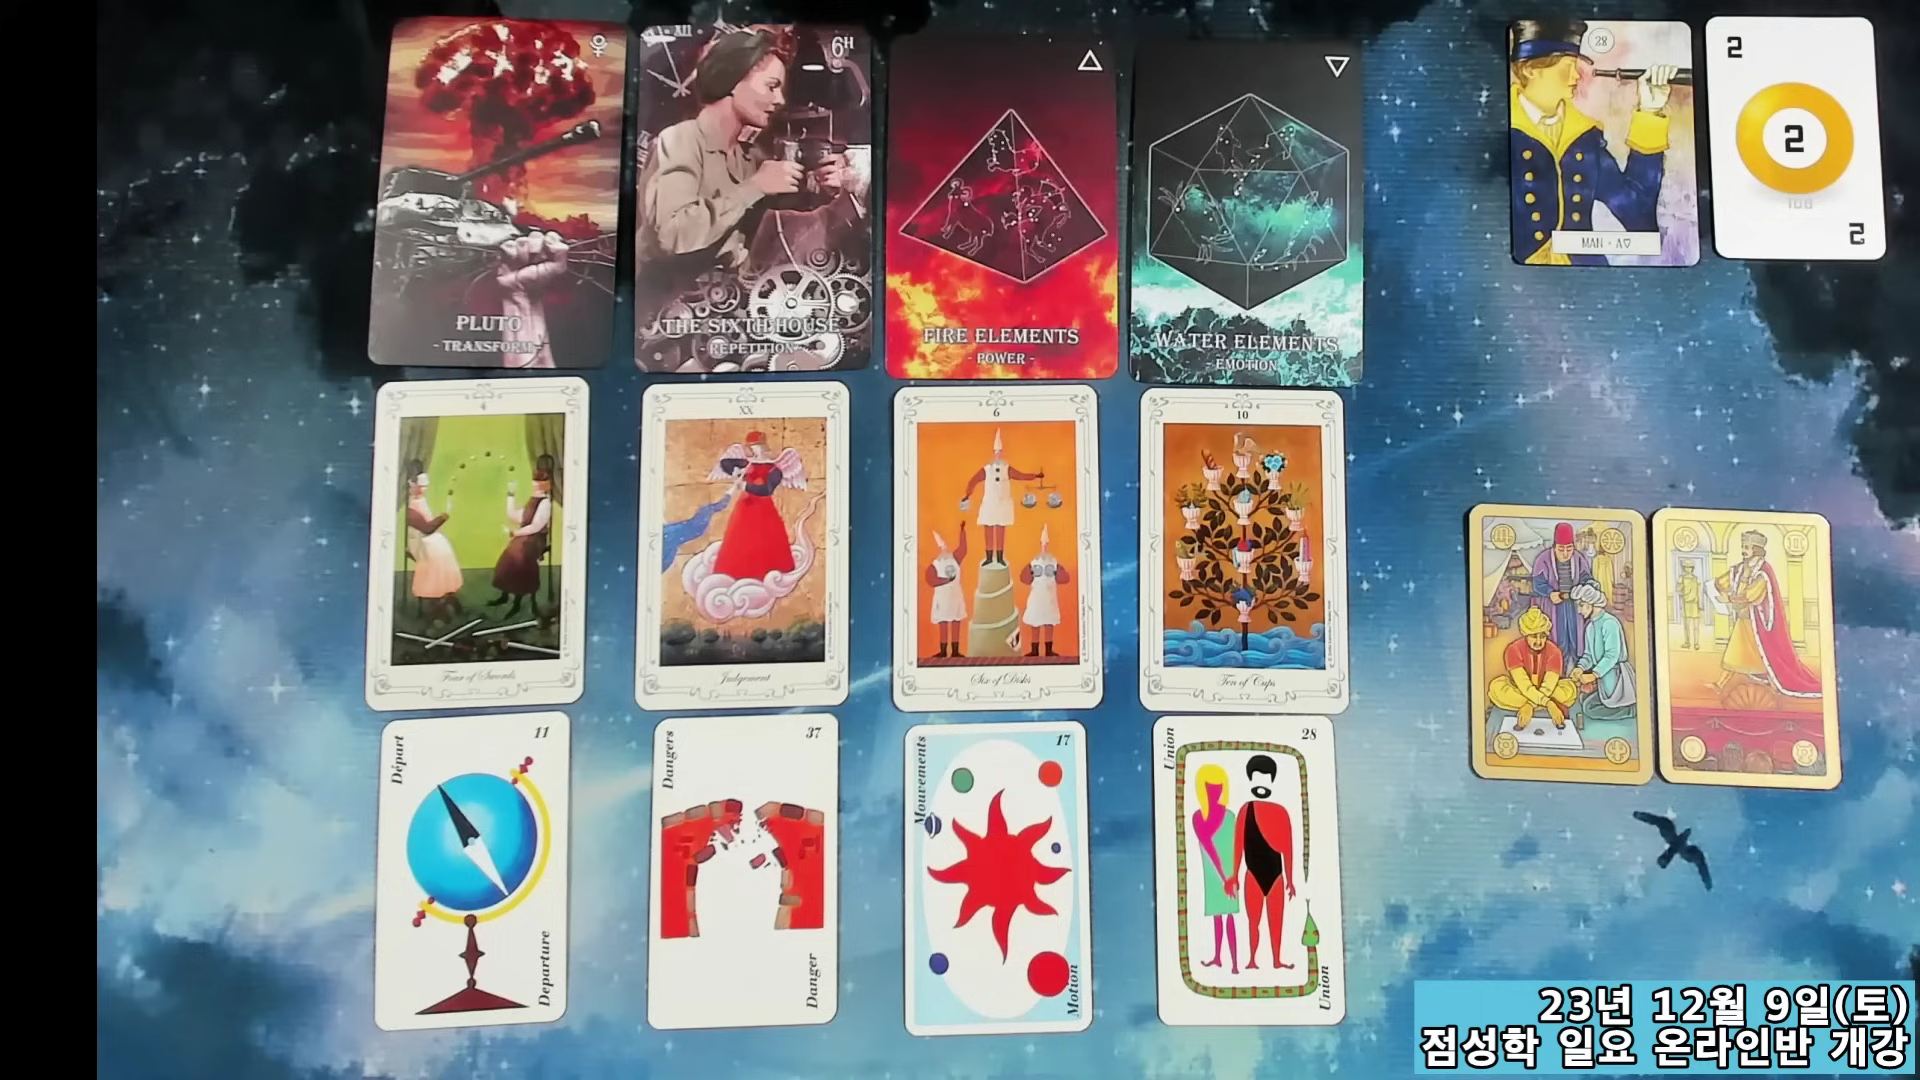 PLUTO
- TRANSFORM -
XII
6H
THE SIXTH HOUSE
- REPETITION -
FIRE ELEMENTS
- POWER -
WATER ELEMENTS
- EMOTION -
28
MAN · A
2
2
2
4
Four of Swords
XX
Judgement
6
Six of Disks
10
Ten of Cups
Départ
11
Departure
Dangers
37
Danger
Mouvements
17
Motion
Union
28
Union
23년 12월 9일(토)
점성학 일요 온라인반 개강